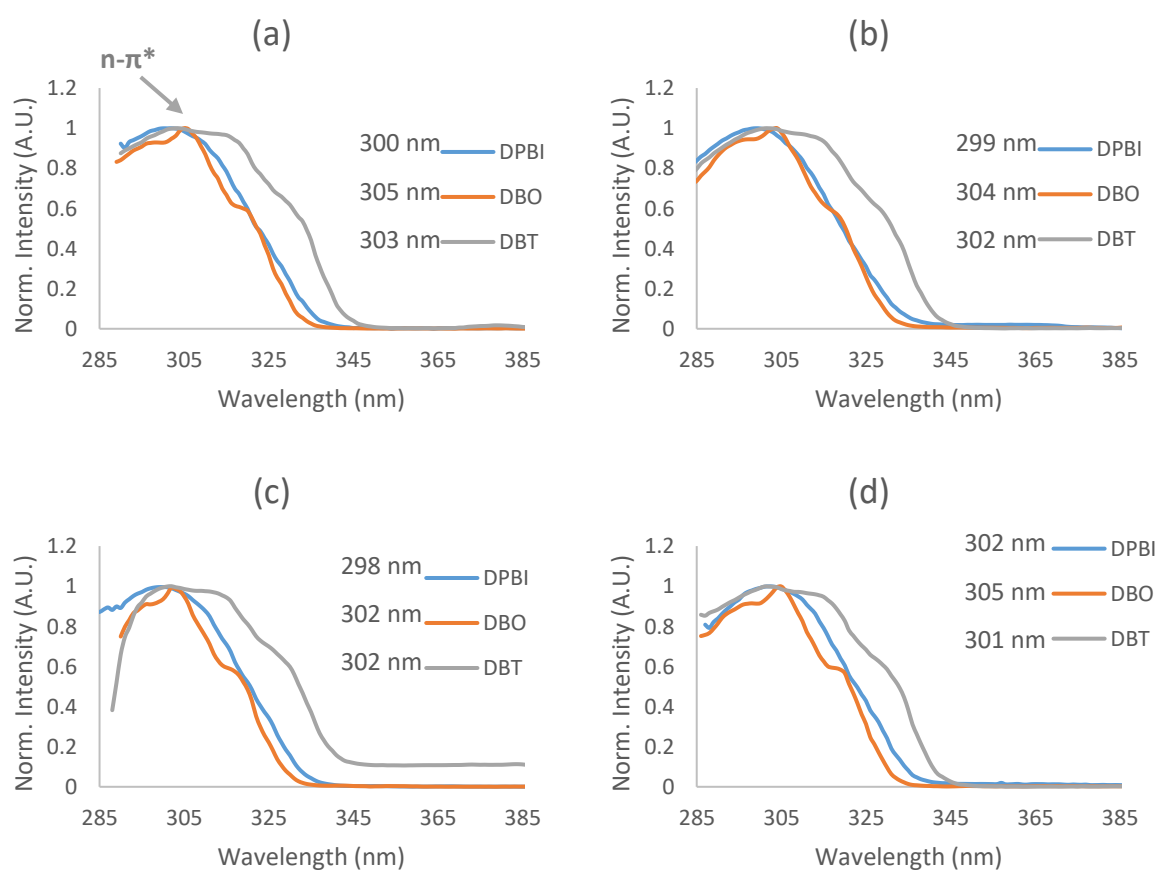 (a)
n-π*
Norm. Intensity (A.U.)
1.2
1
0.8
0.6
0.4
0.2
0
300 nm DPBI
305 nm DBO
303 nm DBT
285 305 325 345 365 385
Wavelength (nm)
(b)
Norm. Intensity (A.U.)
1.2
1
0.8
0.6
0.4
0.2
0
299 nm DPBI
304 nm DBO
302 nm DBT
285 305 325 345 365 385
Wavelength (nm)
(c)
Norm. Intensity (A.U.)
1.2
1
0.8
0.6
0.4
0.2
0
298 nm DPBI
302 nm DBO
302 nm DBT
285 305 325 345 365 385
Wavelength (nm)
(d)
Norm. Intensity (A.U.)
1.2
1
0.8
0.6
0.4
0.2
0
302 nm DPBI
305 nm DBO
301 nm DBT
285 305 325 345 365 385
Wavelength (nm)